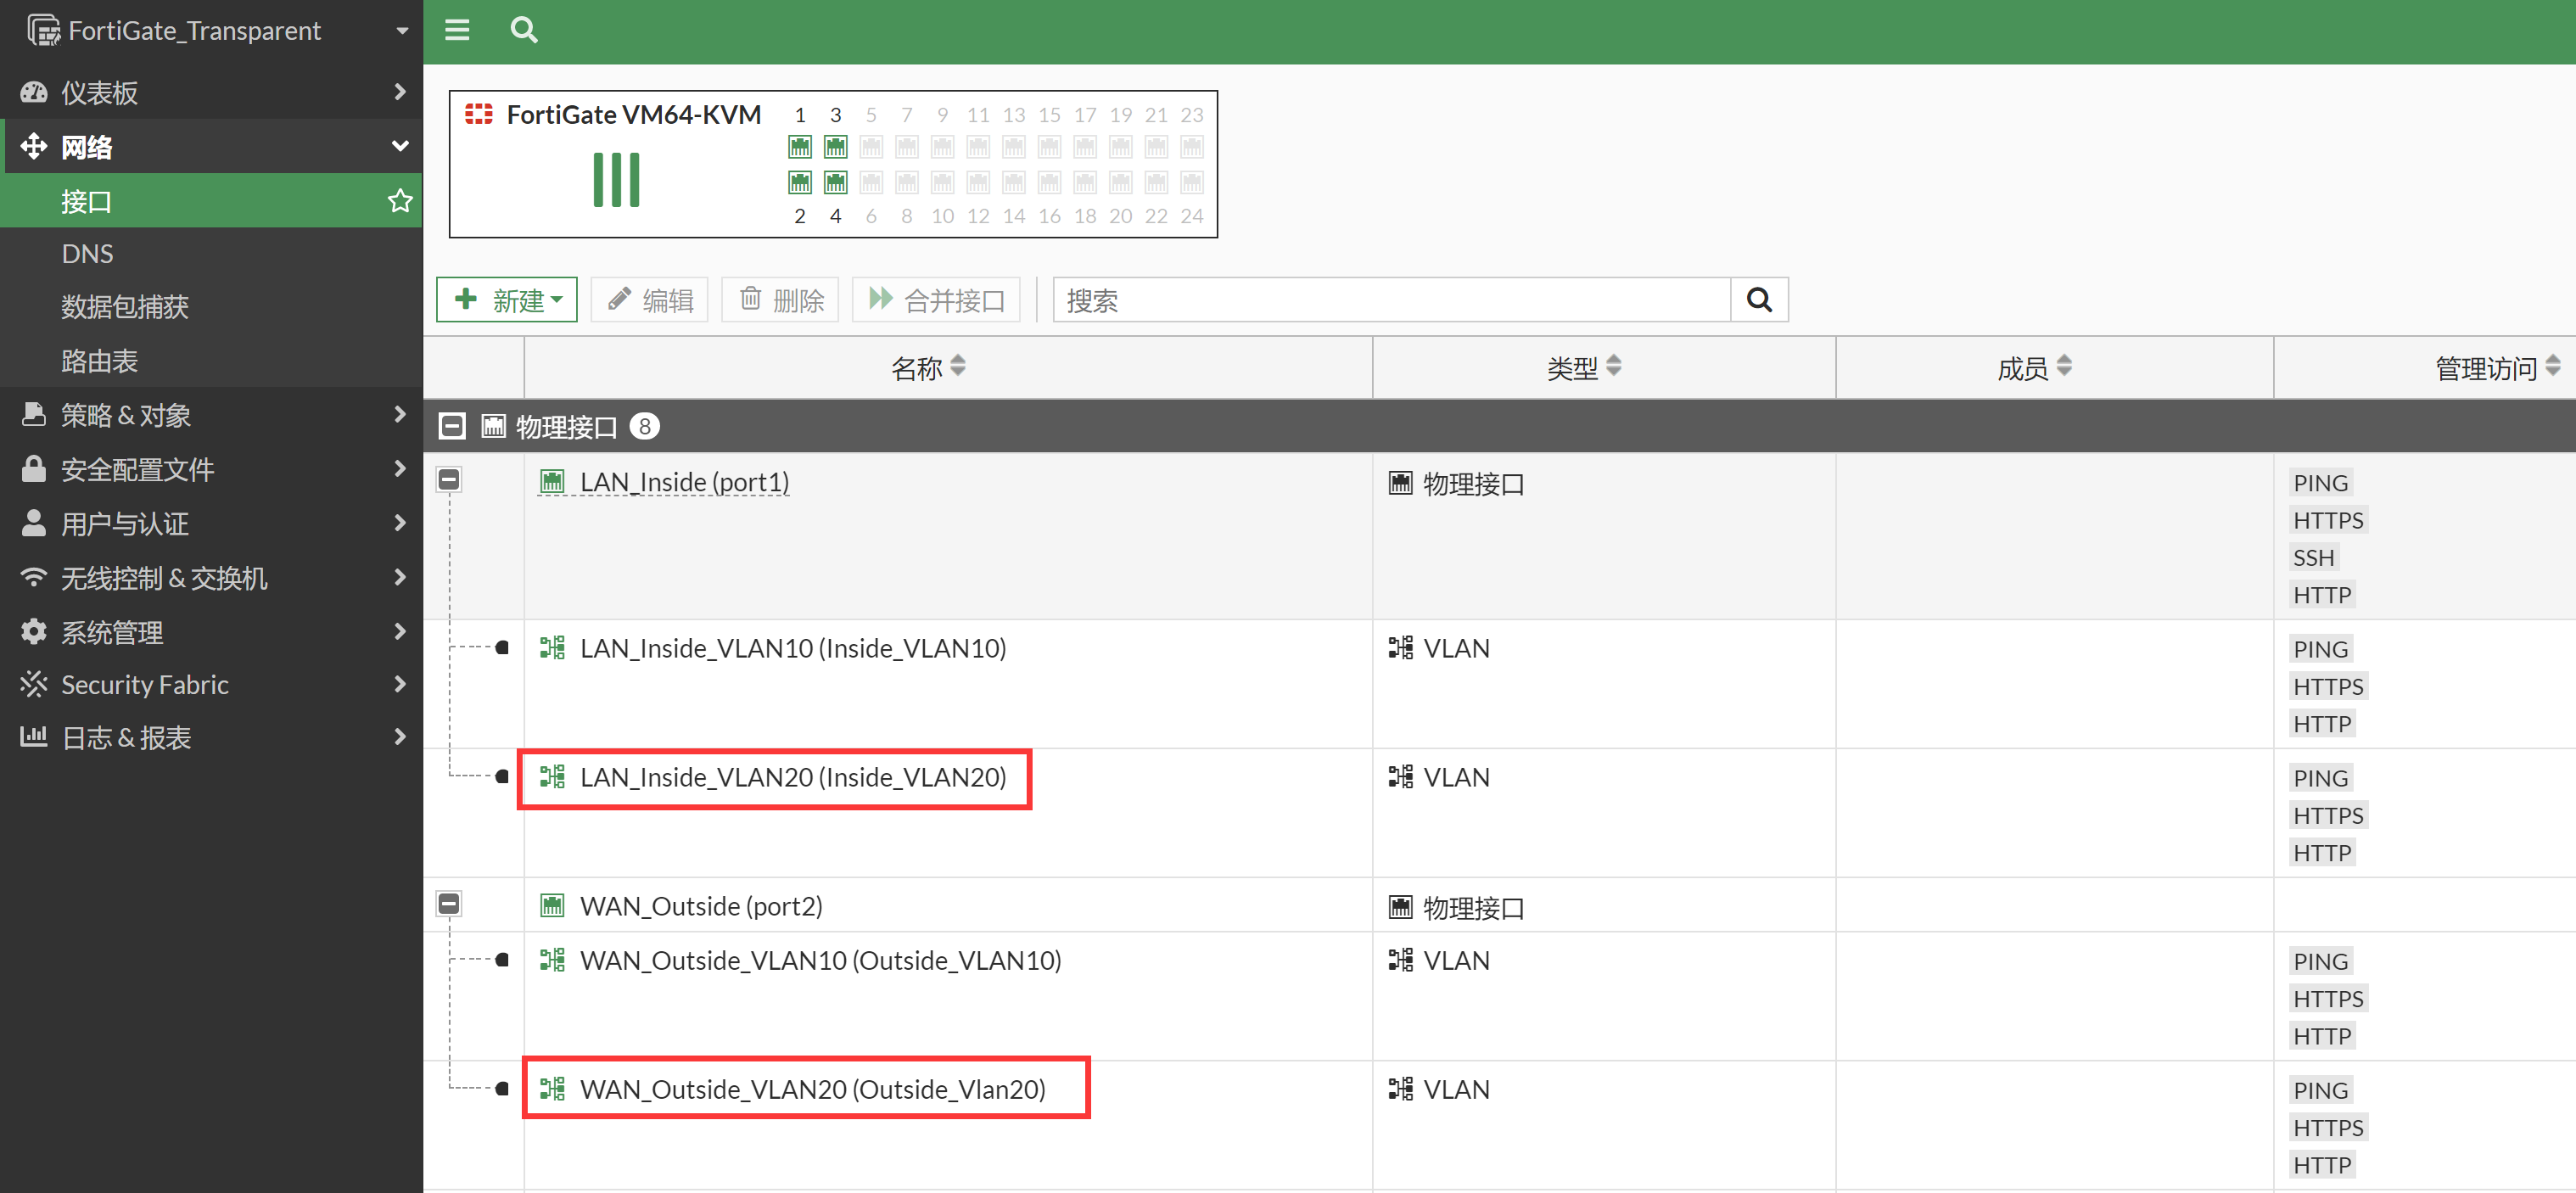 FortiGate_Transparent
仪表板
网络
接口
DNS
数据包捕获
路由表
策略 & 对象
安全配置文件
用户与认证
无线控制 & 交换机
系统管理
Security Fabric
日志 & 报表
FortiGate VM64-KVM
1 3 5 7 9 11 13 15 17 19 21 23
2 4 6 8 10 12 14 16 18 20 22 24
新建 编辑 删除 合并接口 搜索
名称 类型 成员 管理访问
物理接口 8
LAN_Inside (port1) 物理接口 PING
HTTPS
SSH
HTTP
LAN_Inside_VLAN10 (Inside_VLAN10) VLAN PING
HTTPS
HTTP
LAN_Inside_VLAN20 (Inside_VLAN20) VLAN PING
HTTPS
HTTP
WAN_Outside (port2) 物理接口
WAN_Outside_VLAN10 (Outside_VLAN10) VLAN PING
HTTPS
HTTP
WAN_Outside_VLAN20 (Outside_Vlan20) VLAN PING
HTTPS
HTTP